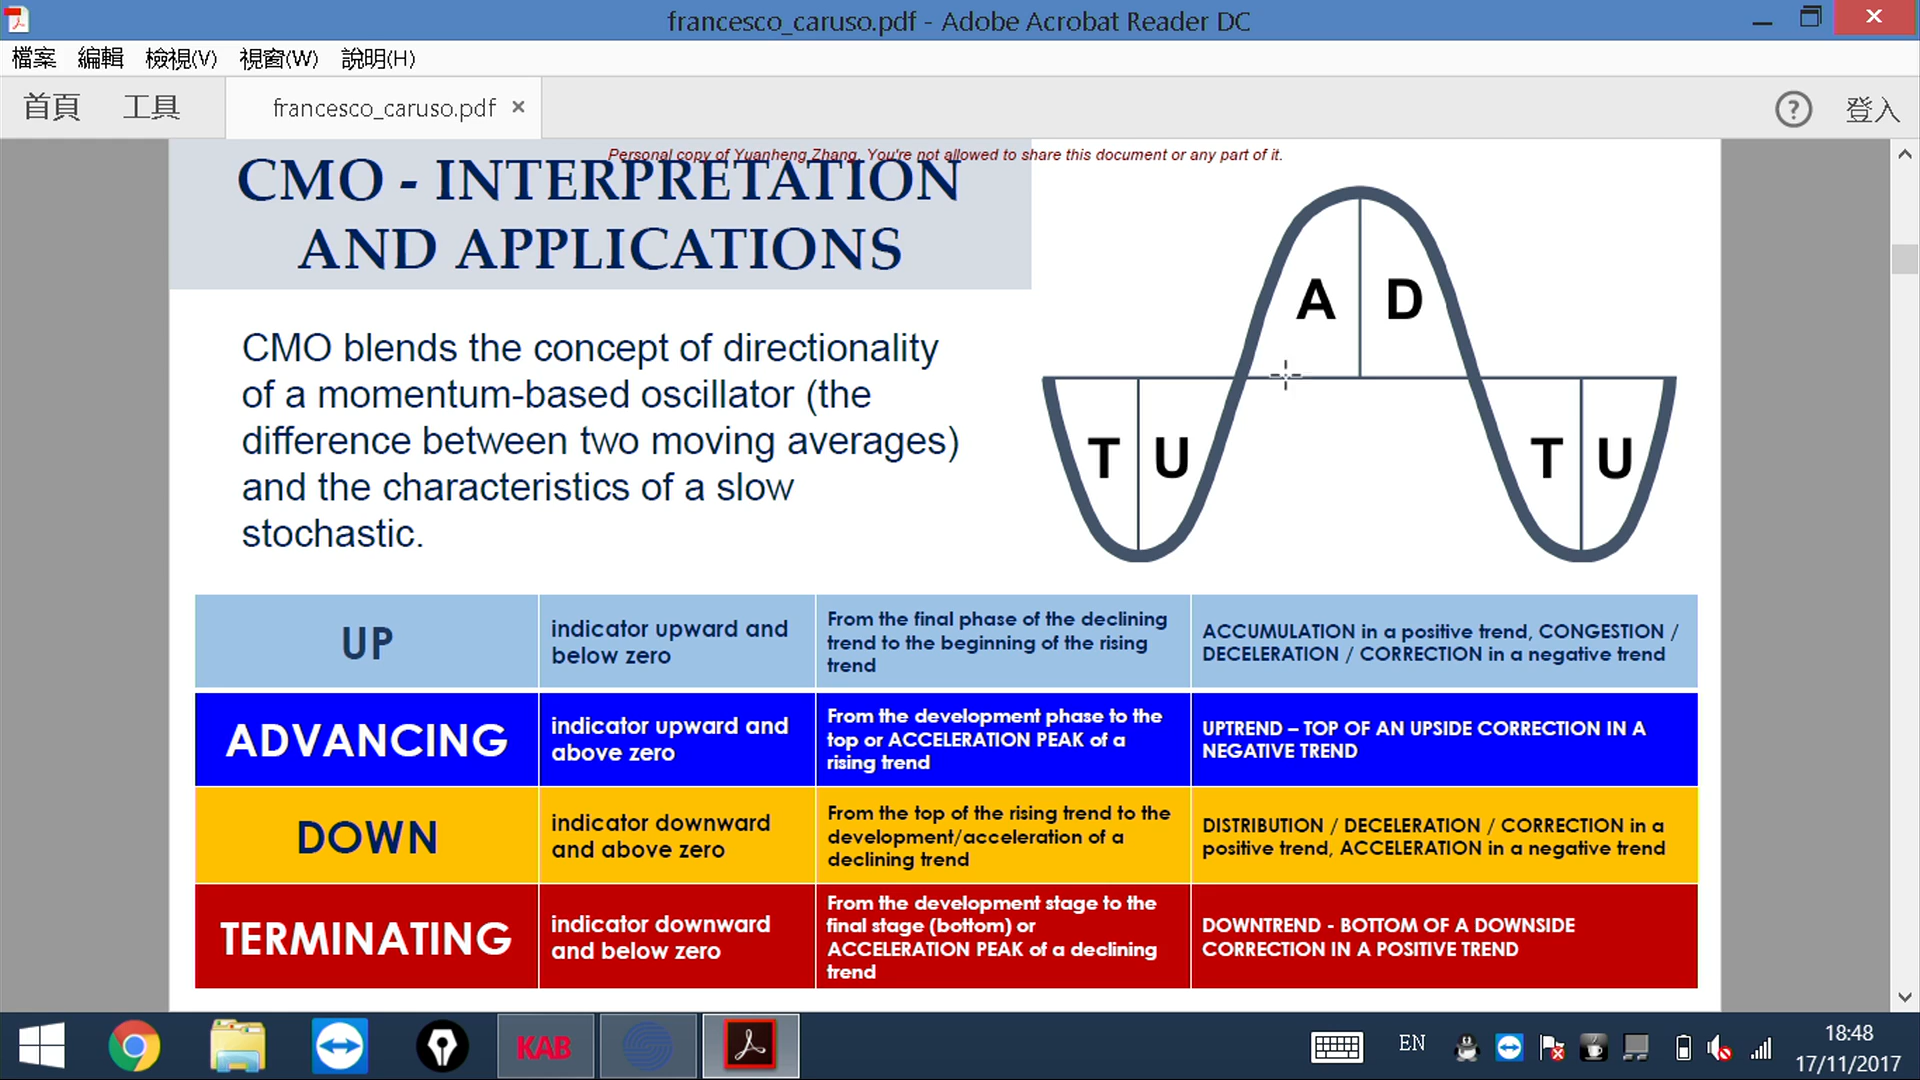 francesco_caruso.pdf - Adobe Acrobat Reader DC
檔案 編輯 檢視(V) 視窗(W) 說明(H)
首頁 工具 francesco_caruso.pdf × ? 登入
Personal copy of Yuanheng Zhang. You're not allowed to share this document or any part of it.
CMO - INTERPRETATION
AND APPLICATIONS
CMO blends the concept of directionality
of a momentum-based oscillator (the
difference between two moving averages)
and the characteristics of a slow
stochastic.
A D
T U T U
UP
indicator upward and
below zero
From the final phase of the declining
trend to the beginning of the rising
trend
ACCUMULATION in a positive trend, CONGESTION /
DECELERATION / CORRECTION in a negative trend
ADVANCING
indicator upward and
above zero
From the development phase to the
top or ACCELERATION PEAK of a
rising trend
UPTREND – TOP OF AN UPSIDE CORRECTION IN A
NEGATIVE TREND
DOWN
indicator downward
and above zero
From the top of the rising trend to the
development/acceleration of a
declining trend
DISTRIBUTION / DECELERATION / CORRECTION in a
positive trend, ACCELERATION in a negative trend
TERMINATING
indicator downward
and below zero
From the development stage to the
final stage (bottom) or
ACCELERATION PEAK of a declining
trend
DOWNTREND - BOTTOM OF A DOWNSIDE
CORRECTION IN A POSITIVE TREND
KAB
EN
18:48
17/11/2017